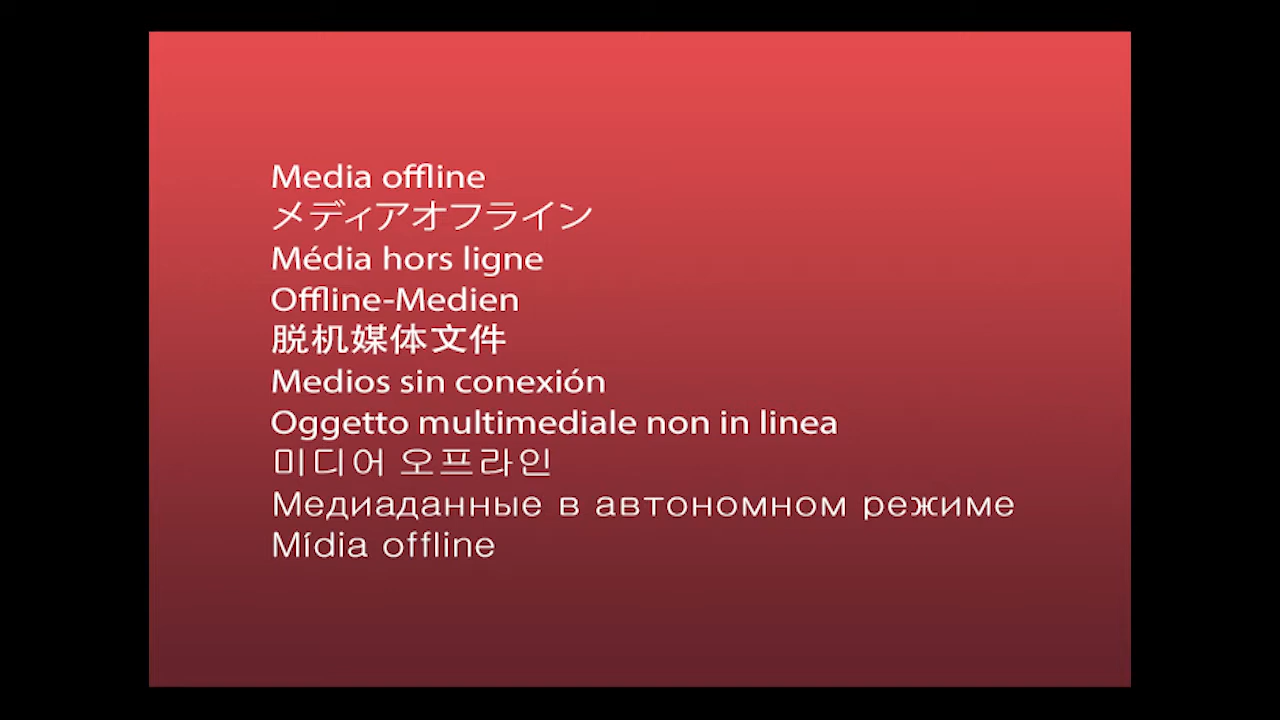 Media offline
メディアオフライン
Média hors ligne
Offline-Medien
脱机媒体文件
Medios sin conexión
Oggetto multimediale non in linea
미디어 오프라인
Медиаданные в автономном режиме
Mídia offline